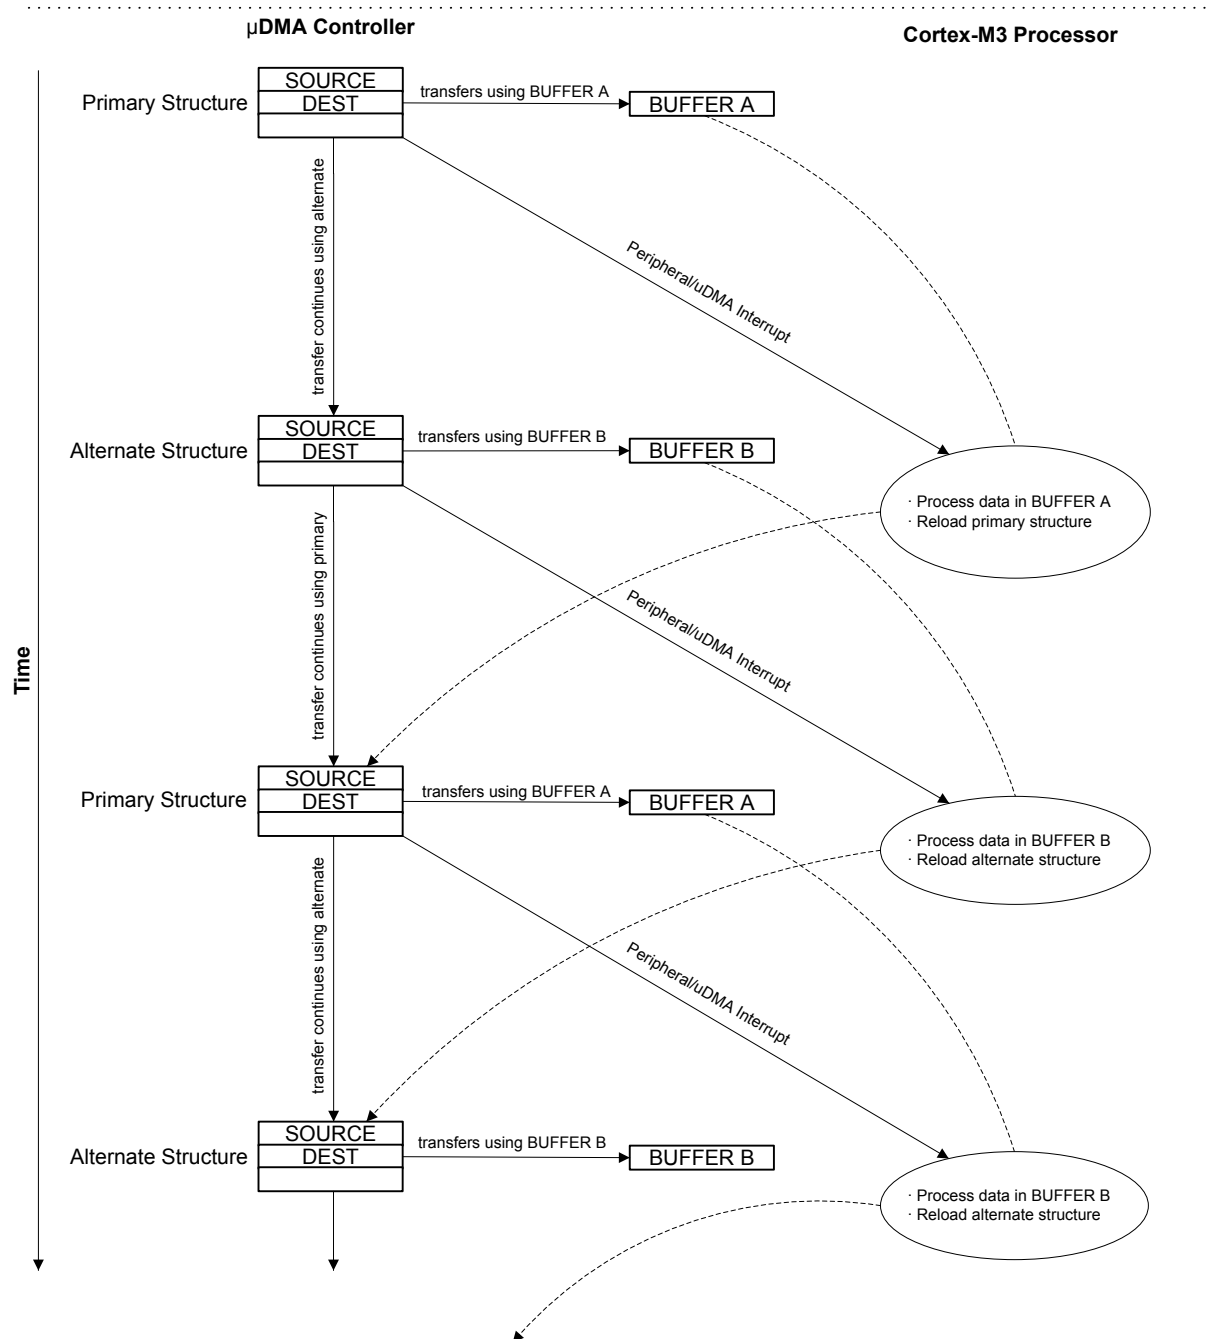 µDMA Controller
Cortex-M3 Processor
SOURCE
Primary Structure
DEST
transfers using BUFFER A
BUFFER A
transfer continues using alternate
Peripheral/uDMA Interrupt
SOURCE
Alternate Structure
DEST
transfers using BUFFER B
BUFFER B
· Process data in BUFFER A
· Reload primary structure
transfer continues using primary
Peripheral/uDMA Interrupt
Time
SOURCE
Primary Structure
DEST
transfers using BUFFER A
BUFFER A
· Process data in BUFFER B
· Reload alternate structure
transfer continues using alternate
Peripheral/uDMA Interrupt
SOURCE
Alternate Structure
DEST
transfers using BUFFER B
BUFFER B
· Process data in BUFFER B
· Reload alternate structure